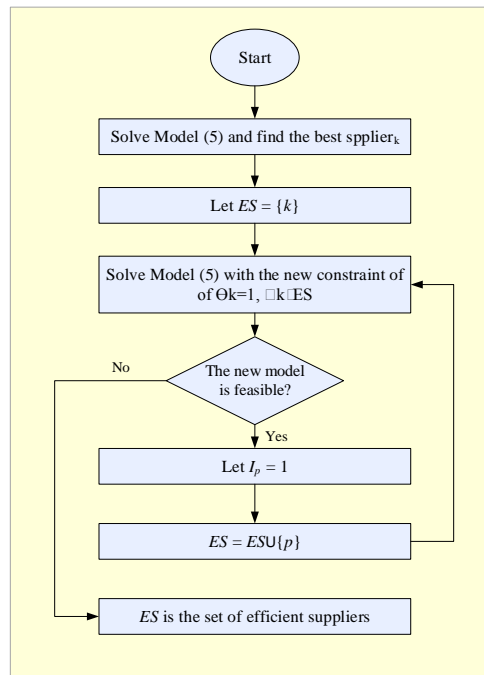 Start
Solve Model (5) and find the best spplierₖ
Let ES = {k}
Solve Model (5) with the new constraint of
of Θk=1, □k□ES
The new model
is feasible?
No
Yes
Let Iₚ = 1
ES = ES∪{p}
ES is the set of efficient suppliers